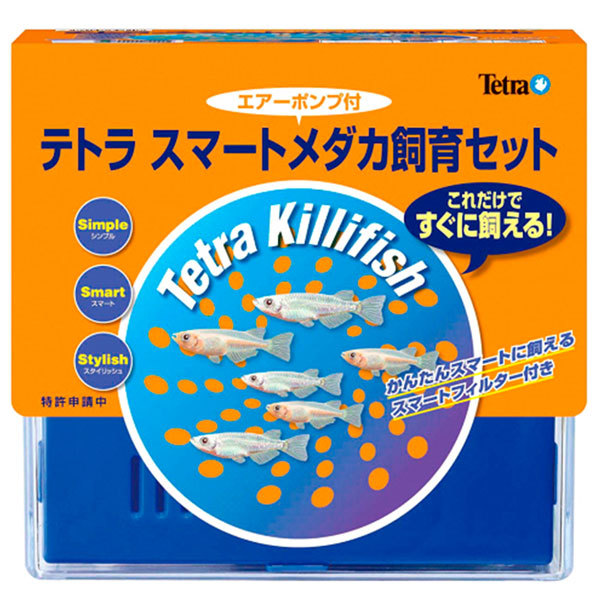 Tetra
エアーポンプ付
テトラ スマートメダカ飼育セット
これだけで
すぐに飼える!
Simple
シンプル
Smart
スマート
Stylish
スタイリッシュ
特許申請中
Tetra Killifish
かんたんスマートに飼える
スマートフィルター付き